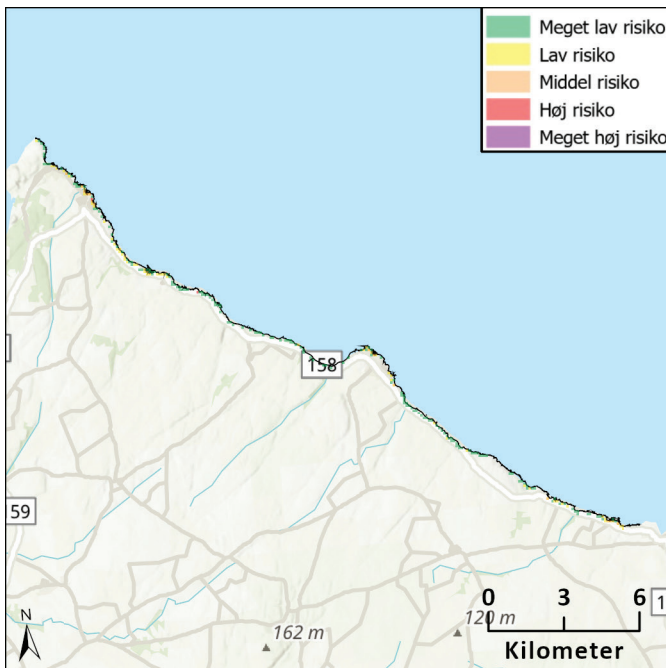 Meget lav risiko
Lav risiko
Middel risiko
Høj risiko
Meget høj risiko
158
59
N
0 3 6
1
120 m
162 m
Kilometer